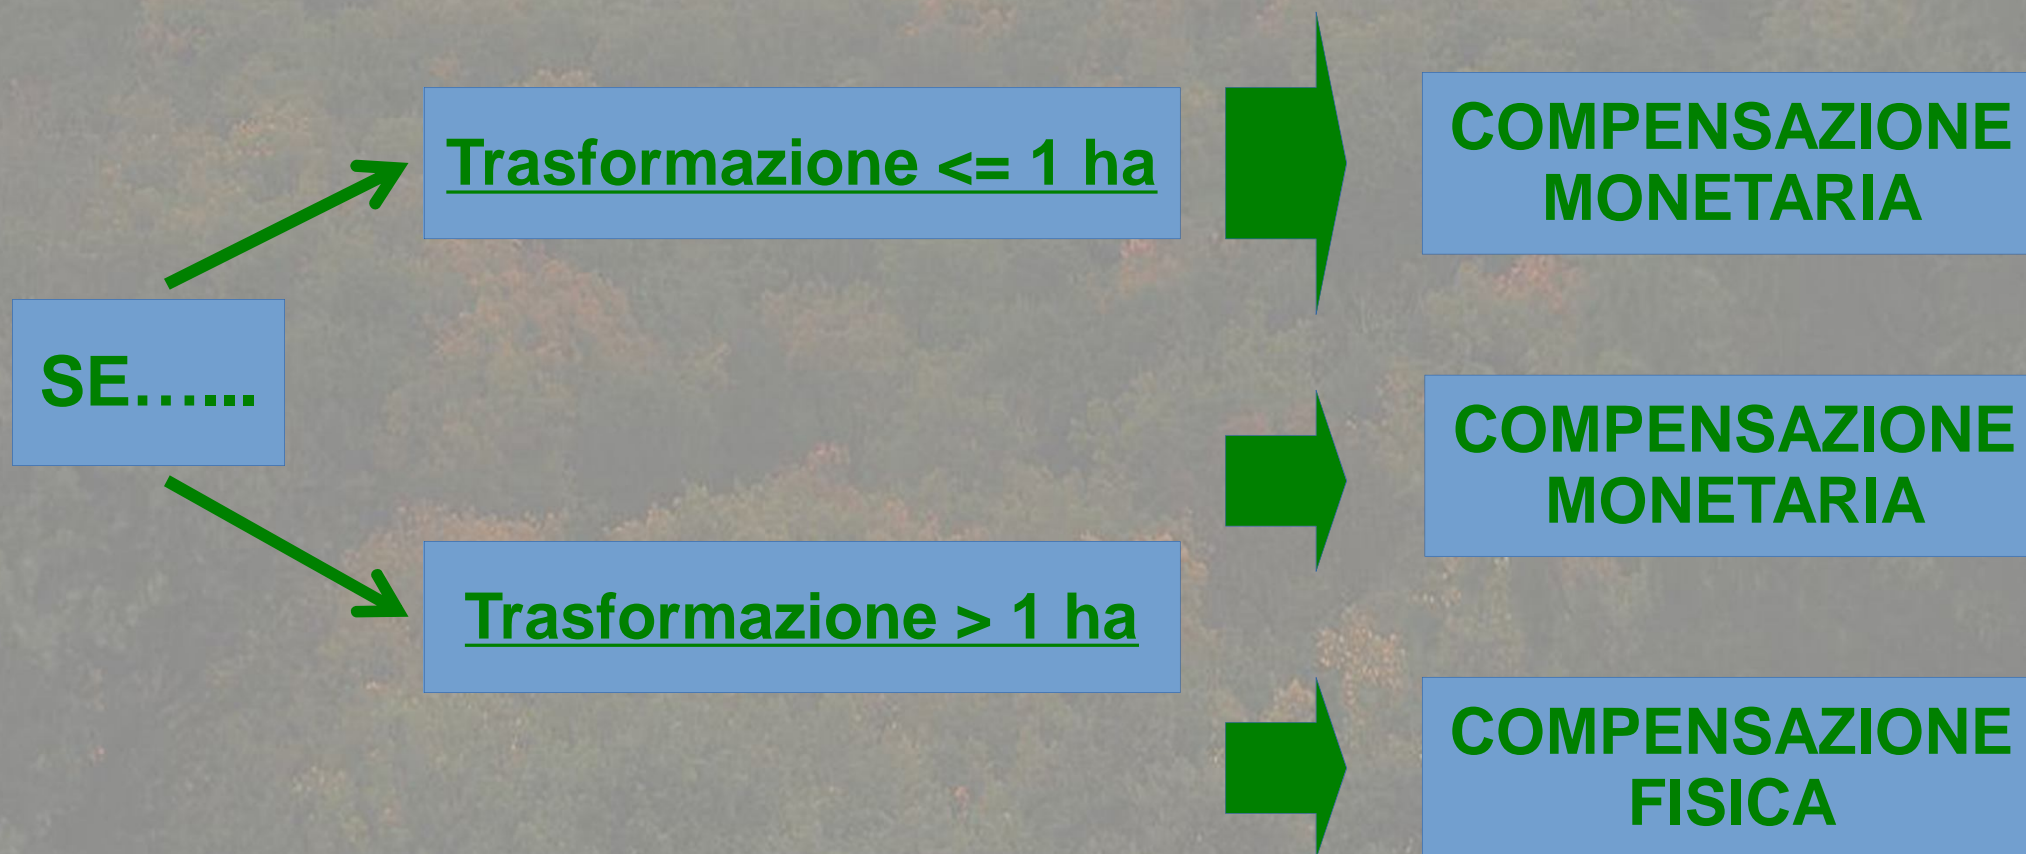 SE…...
Trasformazione <= 1 ha
COMPENSAZIONE
MONETARIA
COMPENSAZIONE
MONETARIA
Trasformazione > 1 ha
COMPENSAZIONE
FISICA